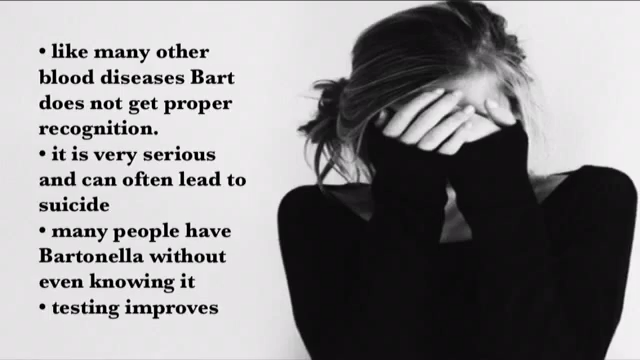 • like many other
blood diseases Bart
does not get proper
recognition.
• it is very serious
and can often lead to
suicide
• many people have
Bartonella without
even knowing it
• testing improves